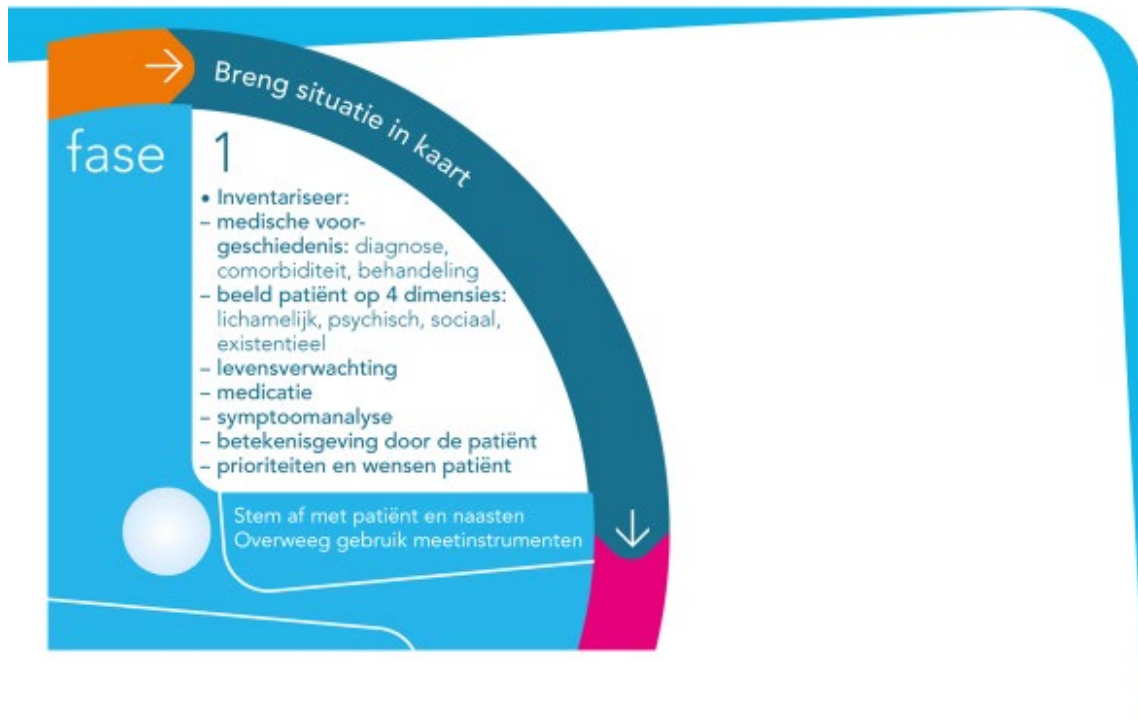 Breng situatie in kaart
fase 1
• Inventariseer:
– medische voor-
geschiedenis: diagnose,
comorbiditeit, behandeling
– beeld patiënt op 4 dimensies:
lichamelijk, psychisch, sociaal,
existentieel
– levensverwachting
– medicatie
– symptoomanalyse
– betekenisgeving door de patiënt
– prioriteiten en wensen patiënt
Stem af met patiënt en naasten
Overweeg gebruik meetinstrumenten